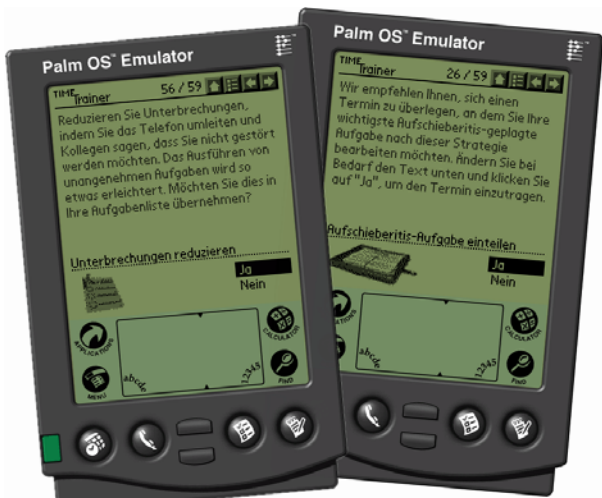 Palm OS™ Emulator
TIME
Trainer 56 / 59
Reduzieren Sie Unterbrechungen,
indem Sie das Telefon umleiten und
Kollegen sagen, dass Sie nicht gestört
werden möchten. Das Ausführen von
unangenehmen Aufgaben wird so
etwas erleichtert. Möchten Sie dies in
Ihre Aufgabenliste übernehmen?
Unterbrechungen reduzieren
Ja
Nein
APPLICATIONS
CALCULATOR
MENU
abcde
12345
FIND
Palm OS™ Emulator
TIME
Trainer 26 / 59
Wir empfehlen Ihnen, sich einen
Termin zu überlegen, an dem Sie Ihre
wichtigste Aufschieberitis-geplagte
Aufgabe nach dieser Strategie
bearbeiten möchten. Ändern Sie bei
Bedarf den Text unten und klicken Sie
auf "Ja", um den Termin einzutragen.
Aufschieberitis-Aufgabe einteilen
Ja
Nein
CALCULATOR
abcde
12345
FIND